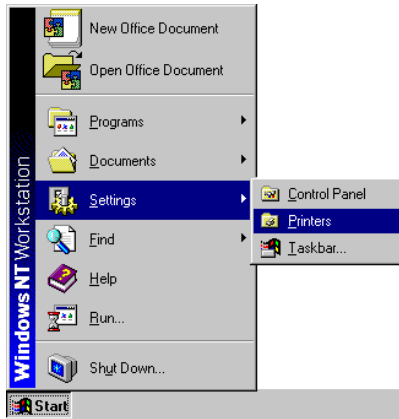 New Office Document
Open Office Document
Programs
Documents
Settings
Find
Help
Run...
Shut Down...
Control Panel
Printers
Taskbar...
Windows NT Workstation
Start